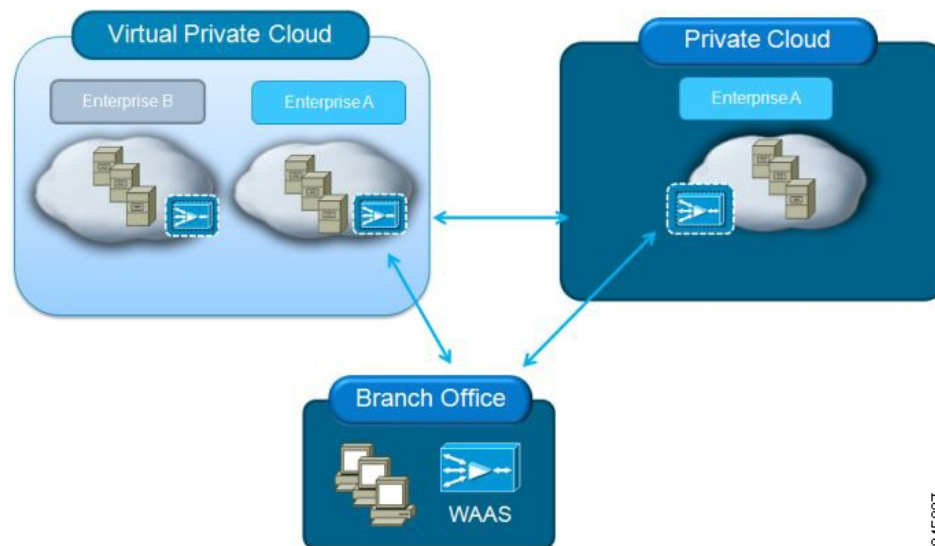 Virtual Private Cloud
Private Cloud
Enterprise B
Enterprise A
Enterprise A
Branch Office
WAAS